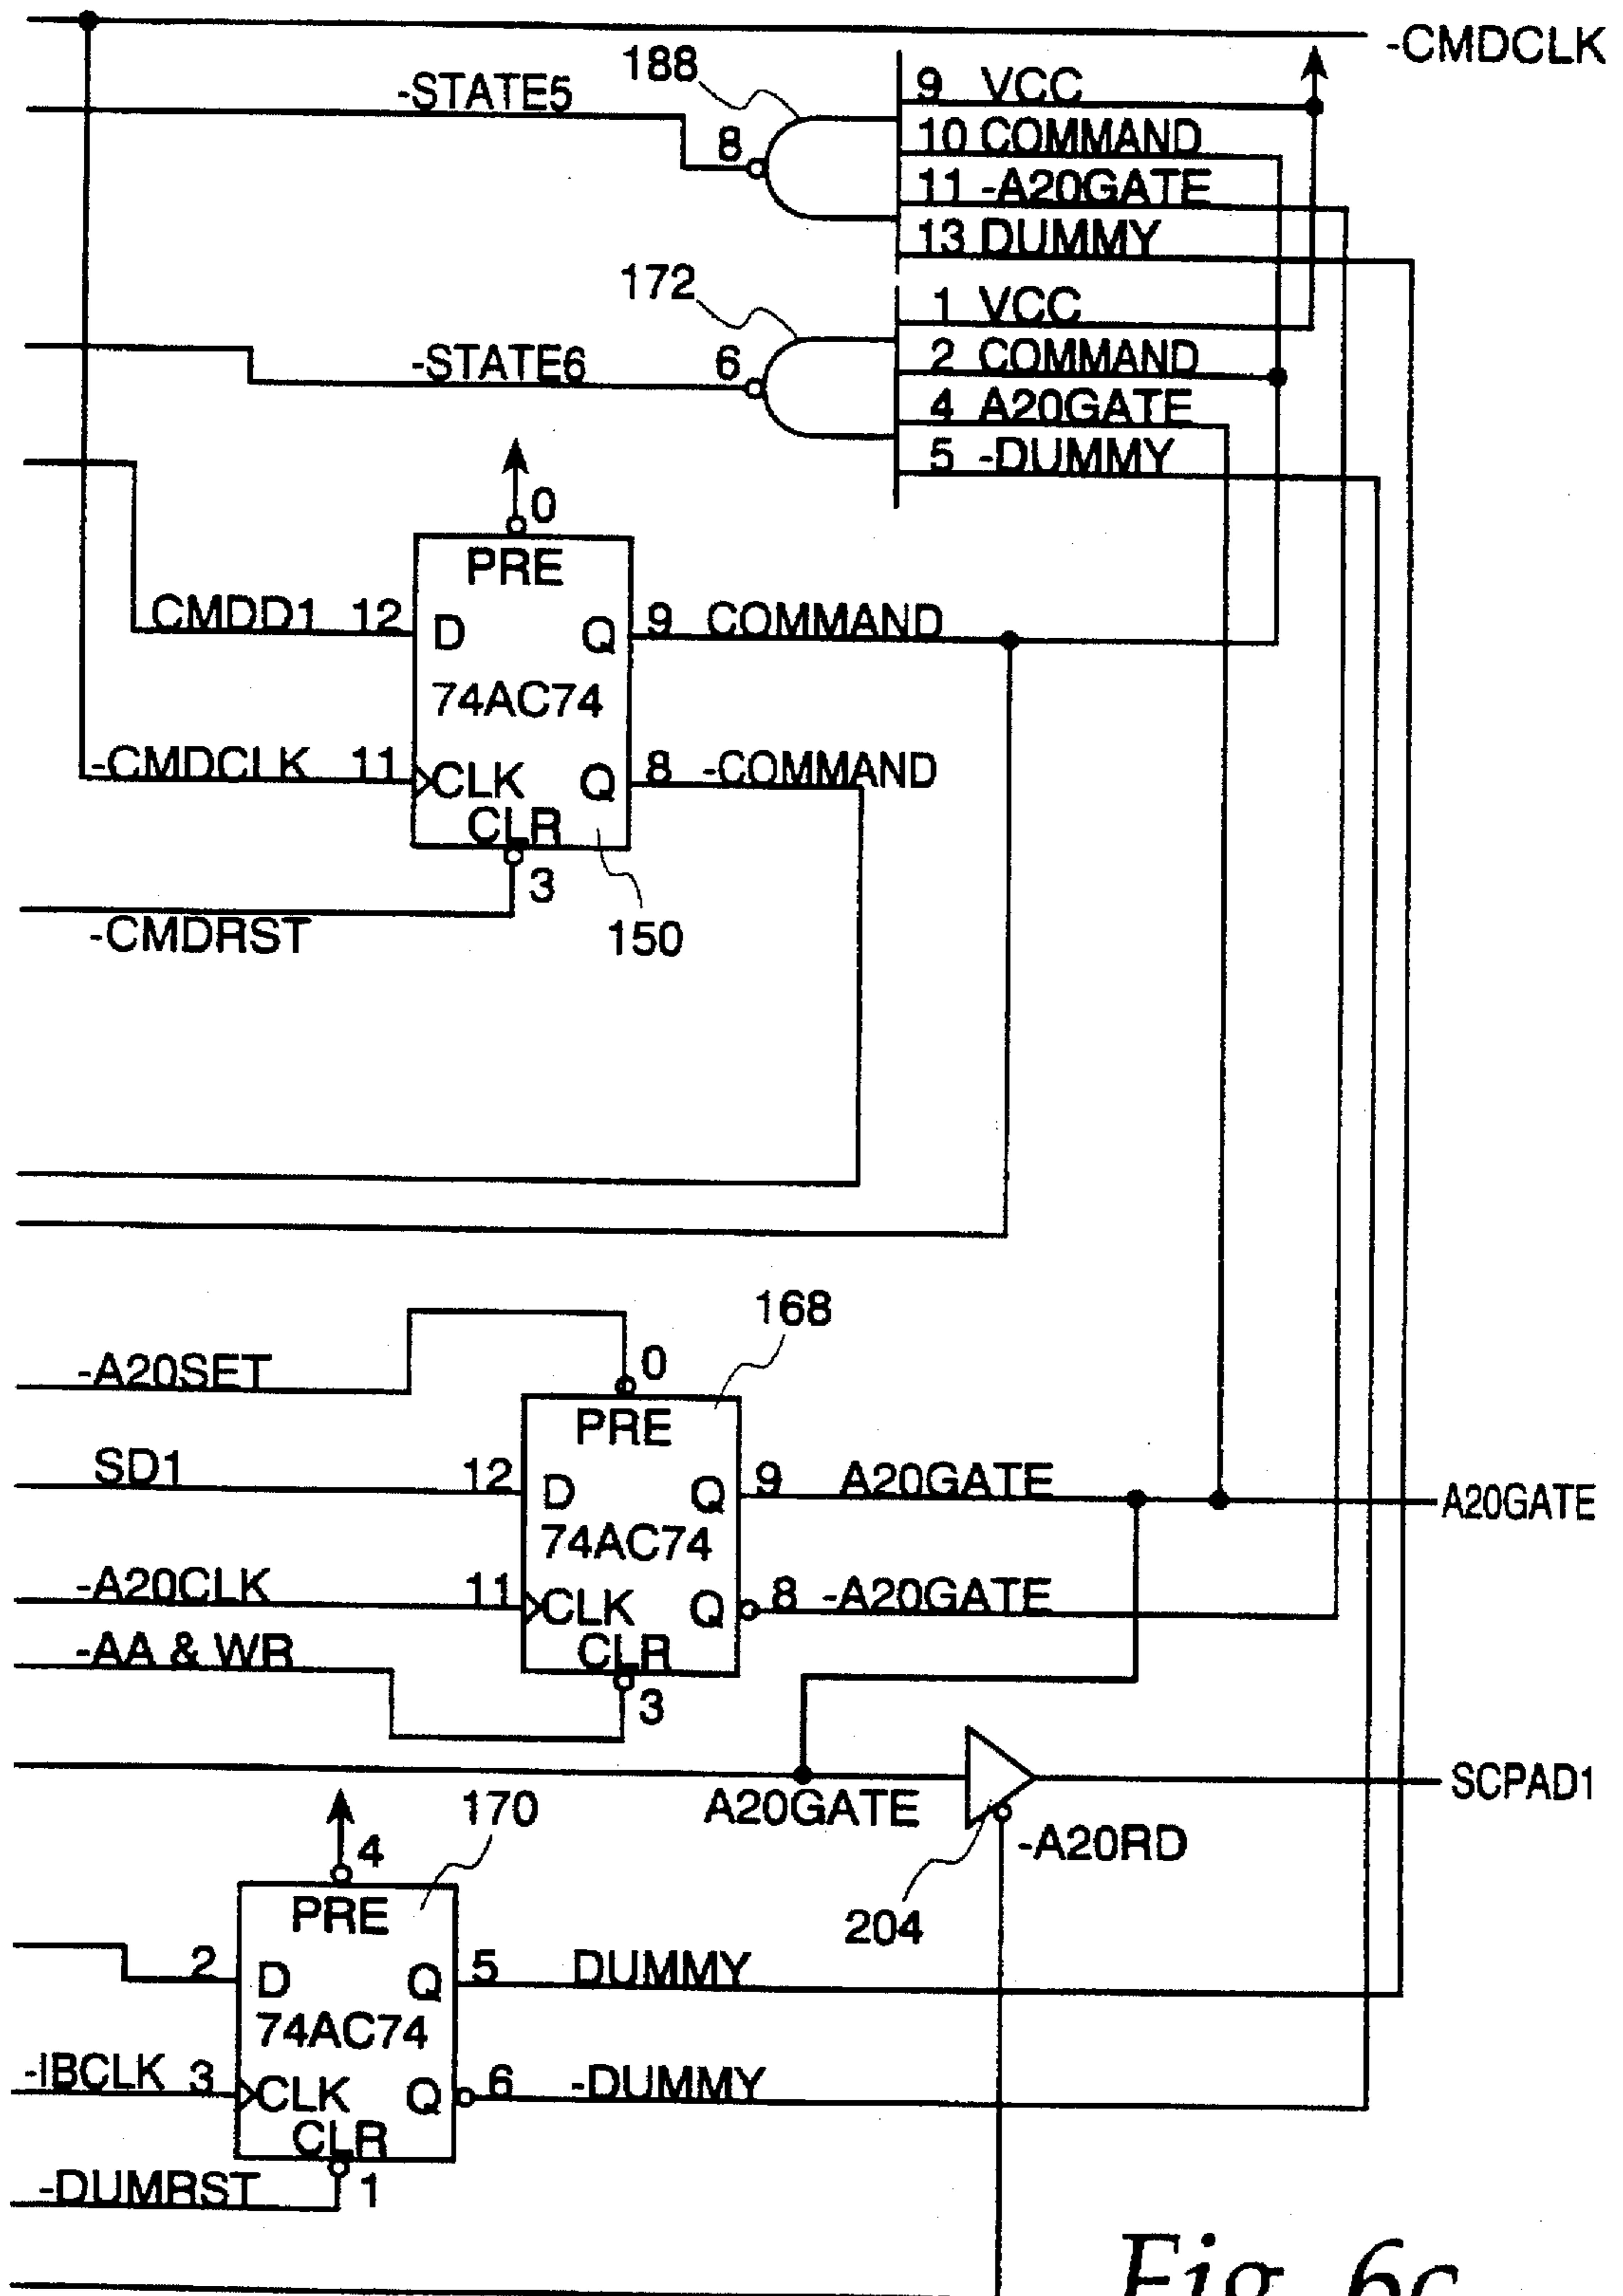 -CMDCLK
188
-STATE5
8
9 VCC
10 COMMAND
11 -A20GATE
13 DUMMY
172
-STATE6
6
1 VCC
2 COMMAND
4 A20GATE
5 -DUMMY
0
PRE
CMDD1 12 D Q 9 COMMAND
74AC74
-CMDCLK 11 CLK Q 8 -COMMAND
CLR
3
-CMDRST
150
168
-A20SET
0
PRE
SD1 12 D Q 9 A20GATE
A20GATE
74AC74
-A20CLK 11 CLK Q 8 -A20GATE
-AA & WR
CLR
3
A20GATE
SCPAD1
-A20RD
204
170
4
PRE
2 D Q 5 DUMMY
74AC74
-IBCLK 3 CLK Q 6 -DUMMY
CLR
-DUMRST 1
Fig. 6c